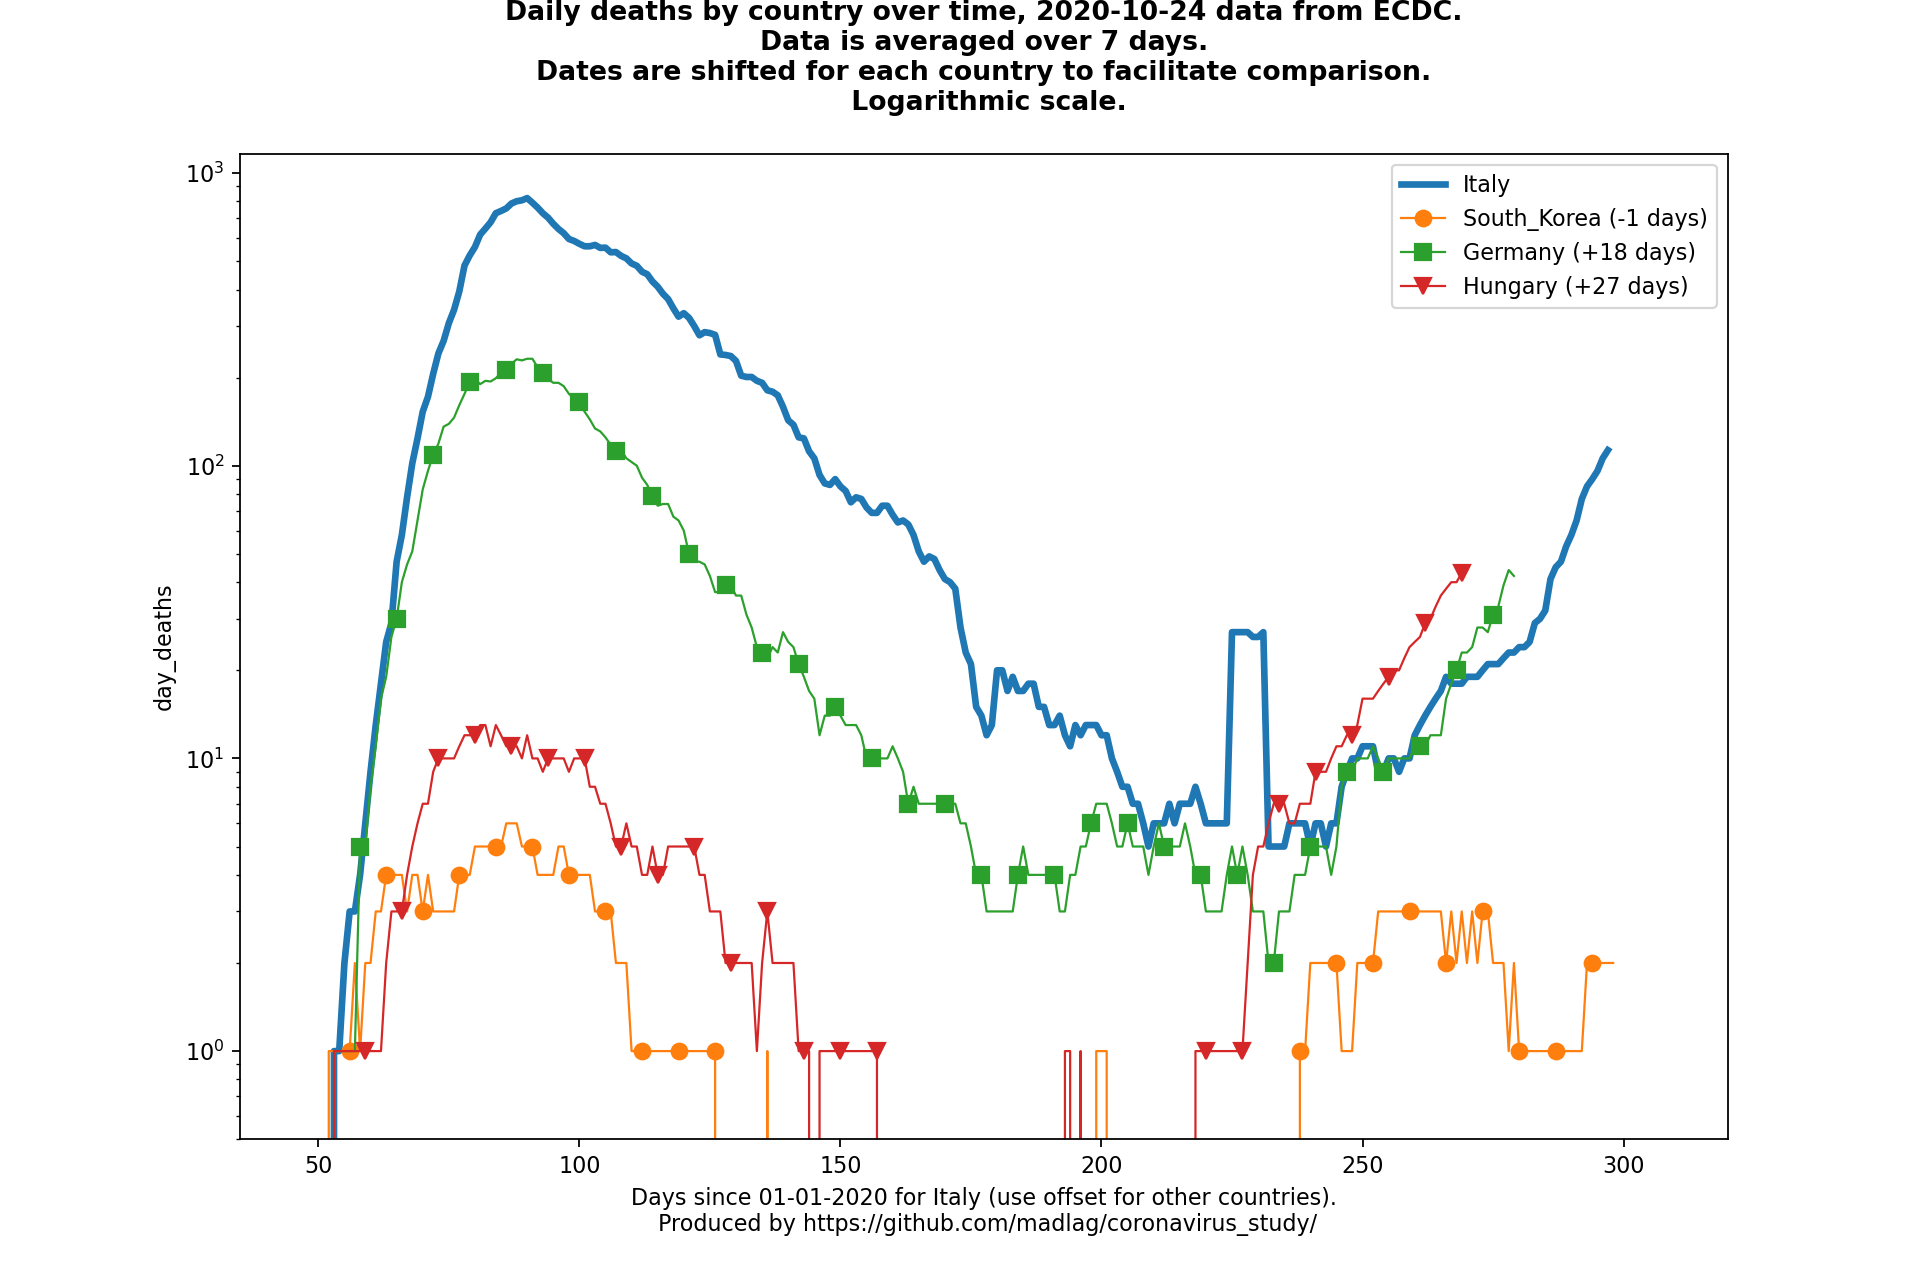 Daily deaths by country over time, 2020-10-24 data from ECDC.
Data is averaged over 7 days.
Dates are shifted for each country to facilitate comparison.
Logarithmic scale.
10³
10²
10¹
10⁰
day_deaths
Italy
South_Korea (-1 days)
Germany (+18 days)
Hungary (+27 days)
50 100 150 200 250 300
Days since 01-01-2020 for Italy (use offset for other countries).
Produced by https://github.com/madlag/coronavirus_study/